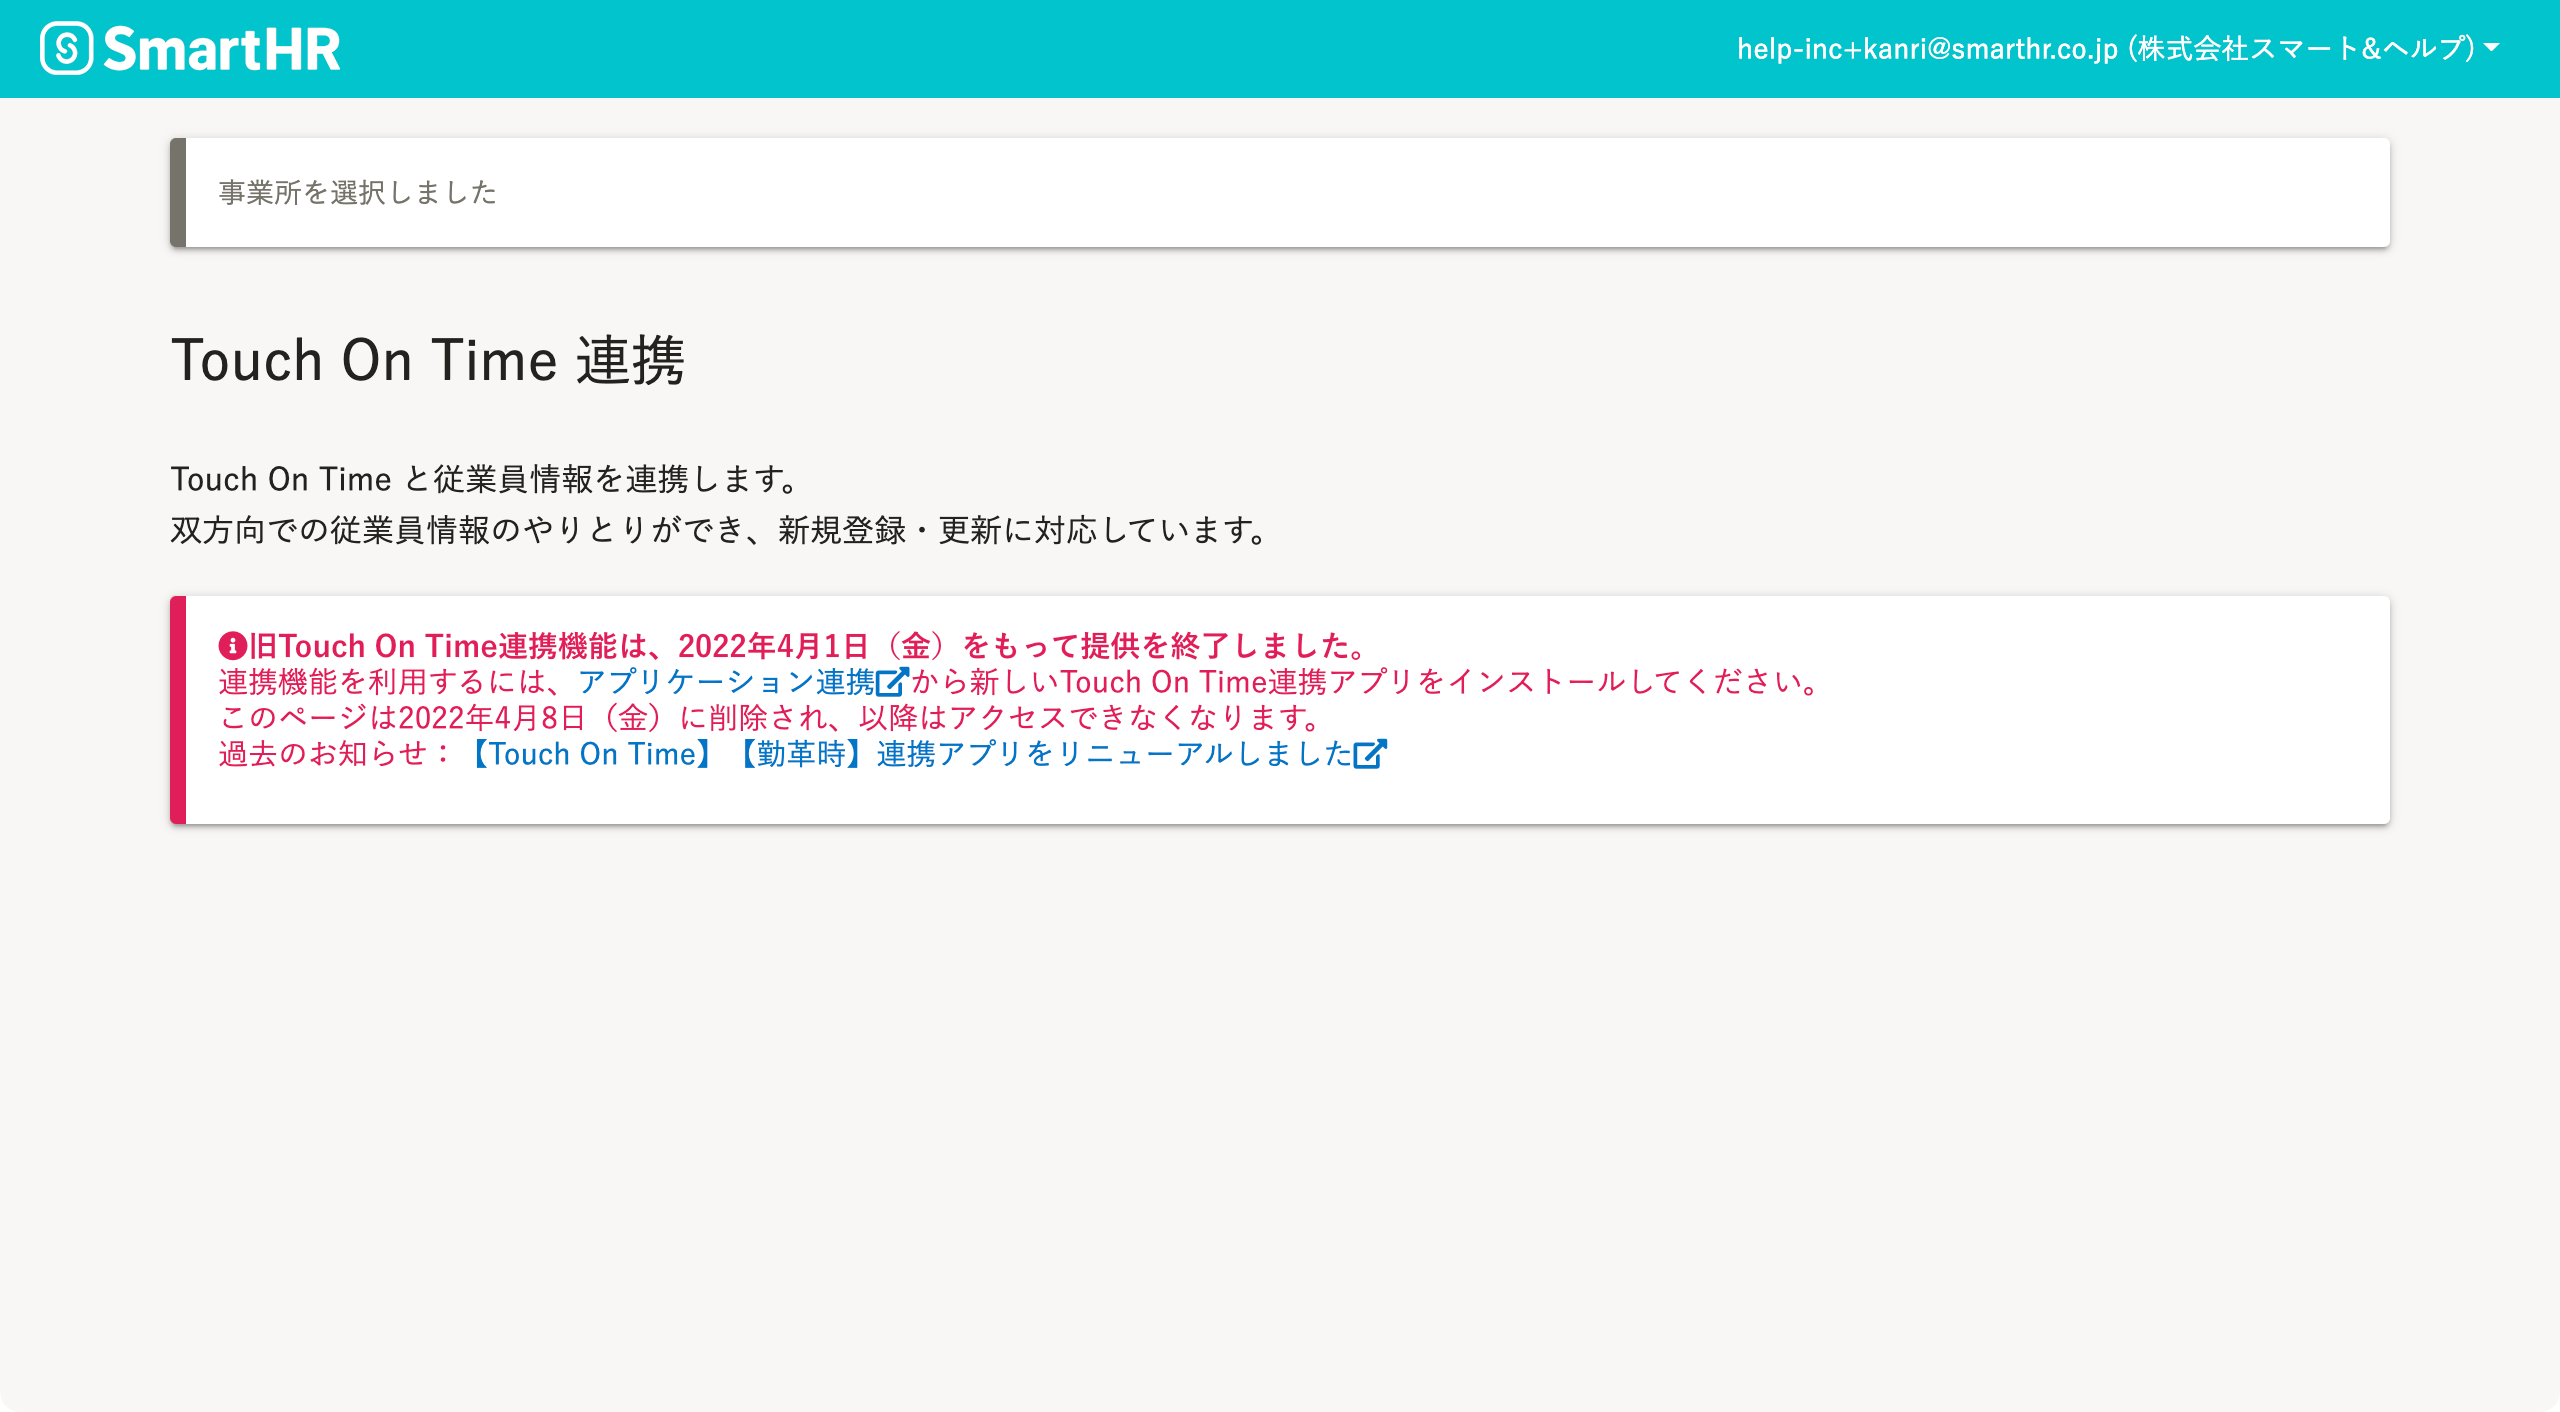 SmartHR
help-inc+kanri@smarthr.co.jp (株式会社スマート&ヘルプ)
事業所を選択しました
Touch On Time 連携
Touch On Time と従業員情報を連携します。
双方向での従業員情報のやりとりができ、新規登録・更新に対応しています。
旧Touch On Time連携機能は、2022年4月1日（金）をもって提供を終了しました。
連携機能を利用するには、アプリケーション連携から新しいTouch On Time連携アプリをインストールしてください。
このページは2022年4月8日（金）に削除され、以降はアクセスできなくなります。
過去のお知らせ：【Touch On Time】【勤革時】連携アプリをリニューアルしました